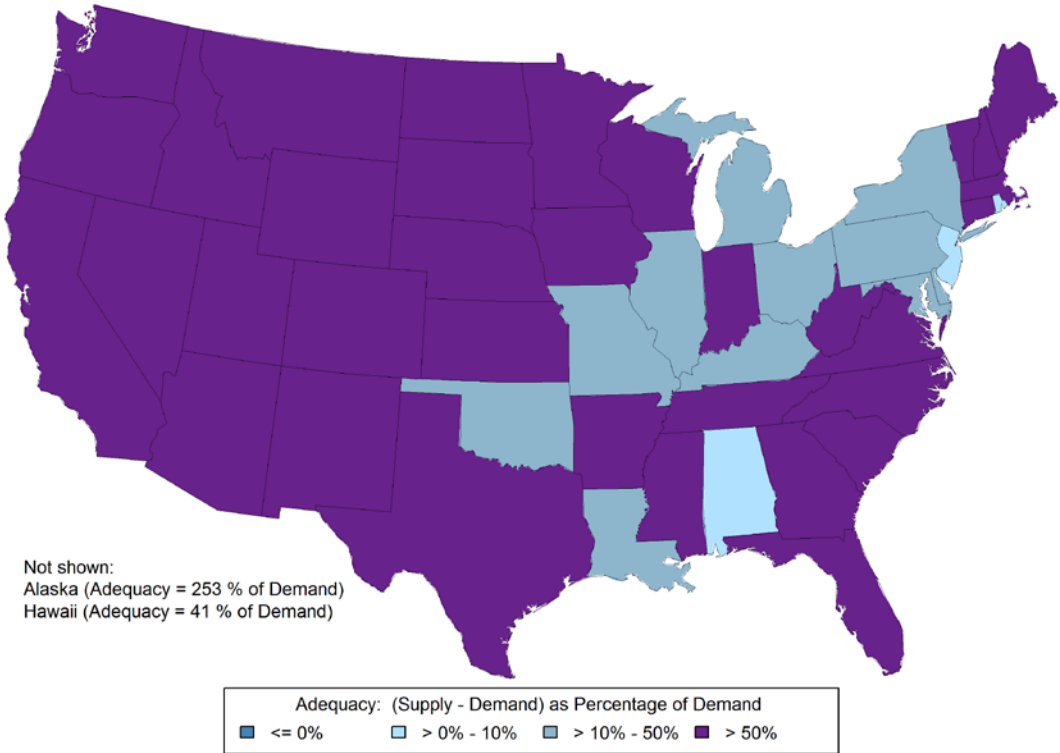 Not shown:
Alaska (Adequacy = 253 % of Demand)
Hawaii (Adequacy = 41 % of Demand)
Adequacy: (Supply - Demand) as Percentage of Demand
<= 0% > 0% - 10% > 10% - 50% > 50%